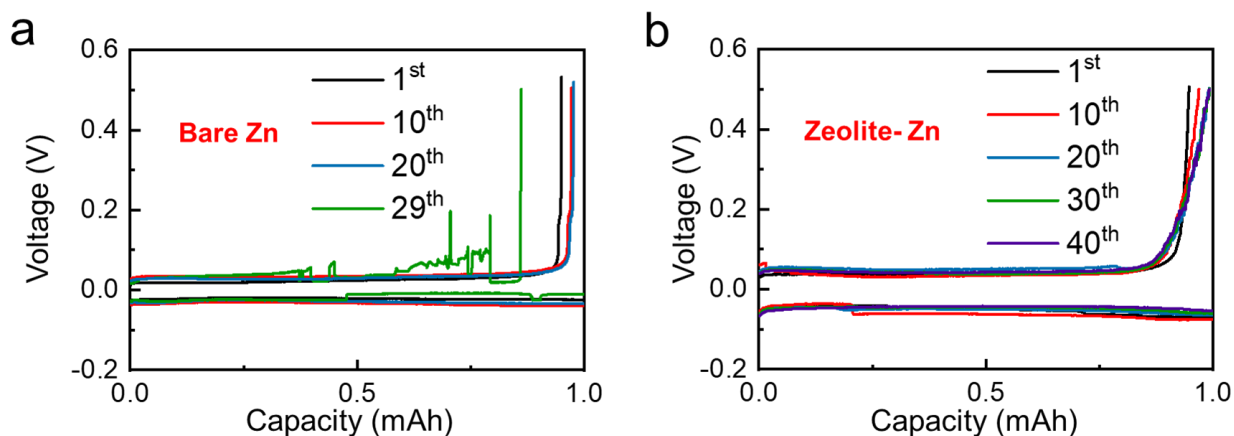 a
0.6
0.4
0.2
0.0
-0.2
Voltage (V)
Bare Zn
1st
10th
20th
29th
0.0
0.5
1.0
Capacity (mAh)
b
0.6
0.4
0.2
0.0
-0.2
Voltage (V)
Zeolite- Zn
1st
10th
20th
30th
40th
0.0
0.5
1.0
Capacity (mAh)